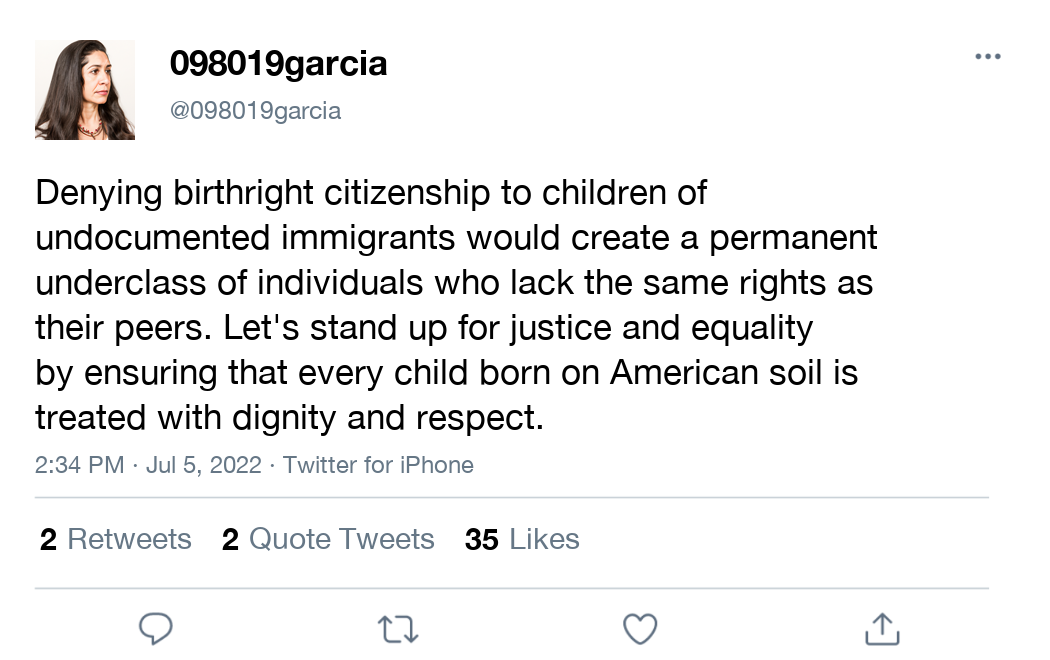 098019garcia
@098019garcia
Denying birthright citizenship to children of
undocumented immigrants would create a permanent
underclass of individuals who lack the same rights as
their peers. Let's stand up for justice and equality
by ensuring that every child born on American soil is
treated with dignity and respect.
2:34 PM · Jul 5, 2022 · Twitter for iPhone
2 Retweets 2 Quote Tweets 35 Likes